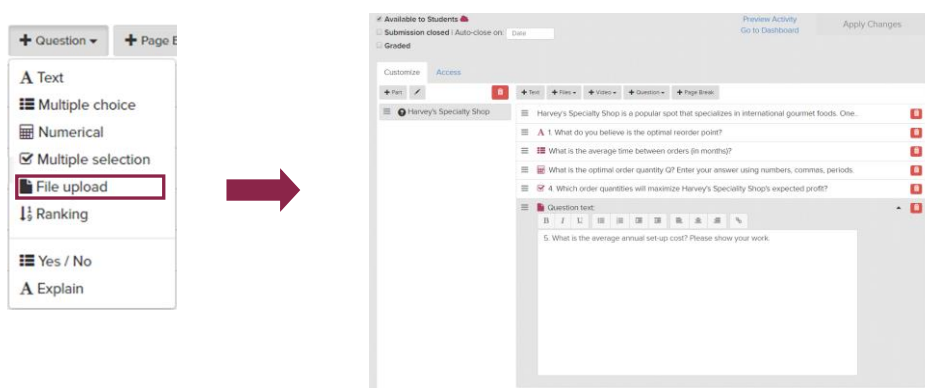 + Question
+ Page E
A Text
Multiple choice
Numerical
Multiple selection
File upload
Ranking
Yes / No
A Explain
Available to Students
Submission closed | Auto-close on: Date
Graded
Preview Activity
Go to Dashboard
Apply Changes
Customize Access
+ Part
+ Text + Files + Video + Question + Page Break
Harvey's Specialty Shop
Harvey's Specialty Shop is a popular spot that specializes in international gourmet foods. One..
A 1. What do you believe is the optimal reorder point?
What is the average time between orders (in months)?
What is the optimal order quantity Q? Enter your answer using numbers, commas, periods.
4. Which order quantities will maximize Harvey's Speciality Shop's expected profit?
Question text:
B I U
5. What is the average annual set-up cost? Please show your work.